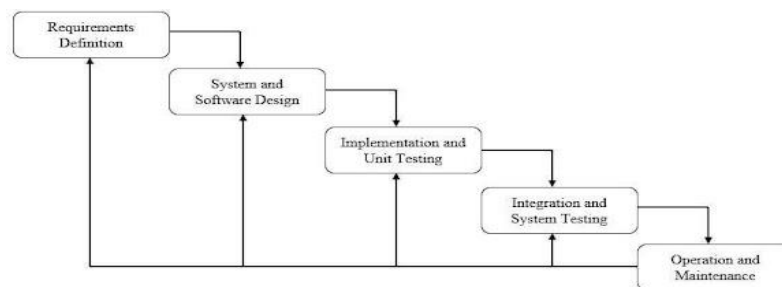 Requirements
Definition
System and
Software Design
Implementation and
Unit Testing
Integration and
System Testing
Operation and
Maintenance